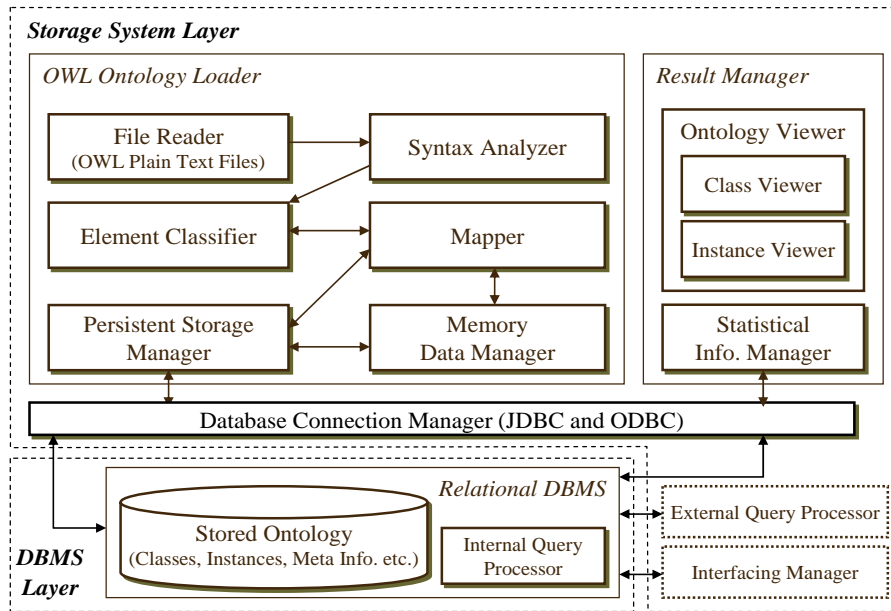 Storage System Layer
OWL Ontology Loader
File Reader
(OWL Plain Text Files)
Syntax Analyzer
Element Classifier
Mapper
Persistent Storage
Manager
Memory
Data Manager
Result Manager
Ontology Viewer
Class Viewer
Instance Viewer
Statistical
Info. Manager
Database Connection Manager (JDBC and ODBC)
DBMS
Layer
Relational DBMS
Stored Ontology
(Classes, Instances, Meta Info. etc.)
Internal Query
Processor
External Query Processor
Interfacing Manager